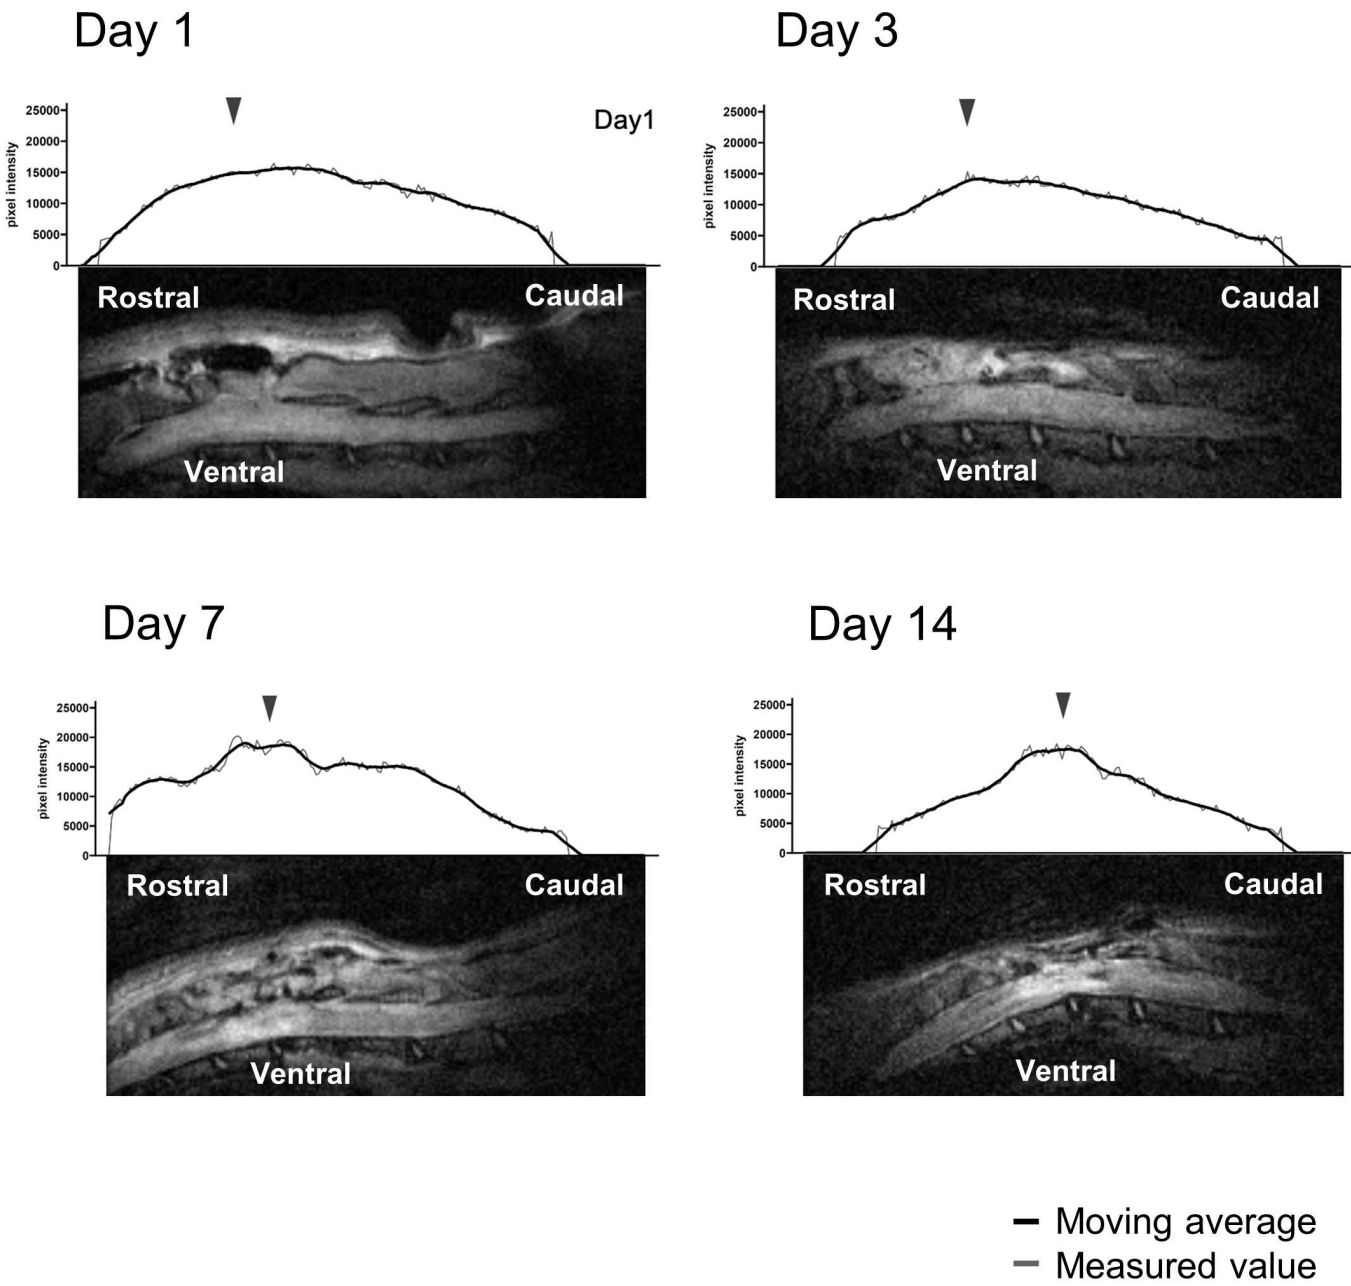 Day 1
Day 3
25000
20000
15000
10000
5000
0
pixel intensity
Day1
25000
20000
15000
10000
5000
0
pixel intensity
Rostral
Caudal
Ventral
Rostral
Caudal
Ventral
Day 7
Day 14
25000
20000
15000
10000
5000
0
pixel intensity
25000
20000
15000
10000
5000
0
pixel intensity
Rostral
Caudal
Ventral
Rostral
Caudal
Ventral
Moving average
Measured value